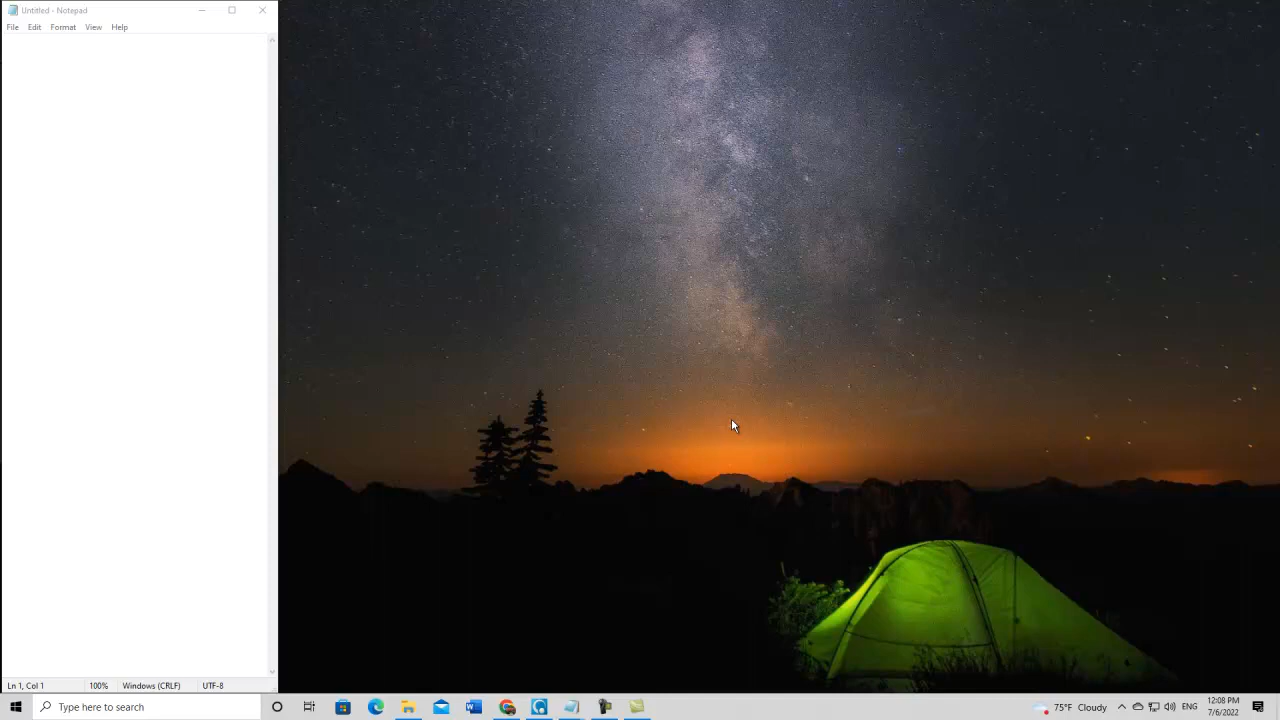 Untitled - Notepad
File Edit Format View Help
Ln 1, Col 1 100% Windows (CRLF) UTF-8
Type here to search
75°F Cloudy ENG
12:08 PM
7/6/2022